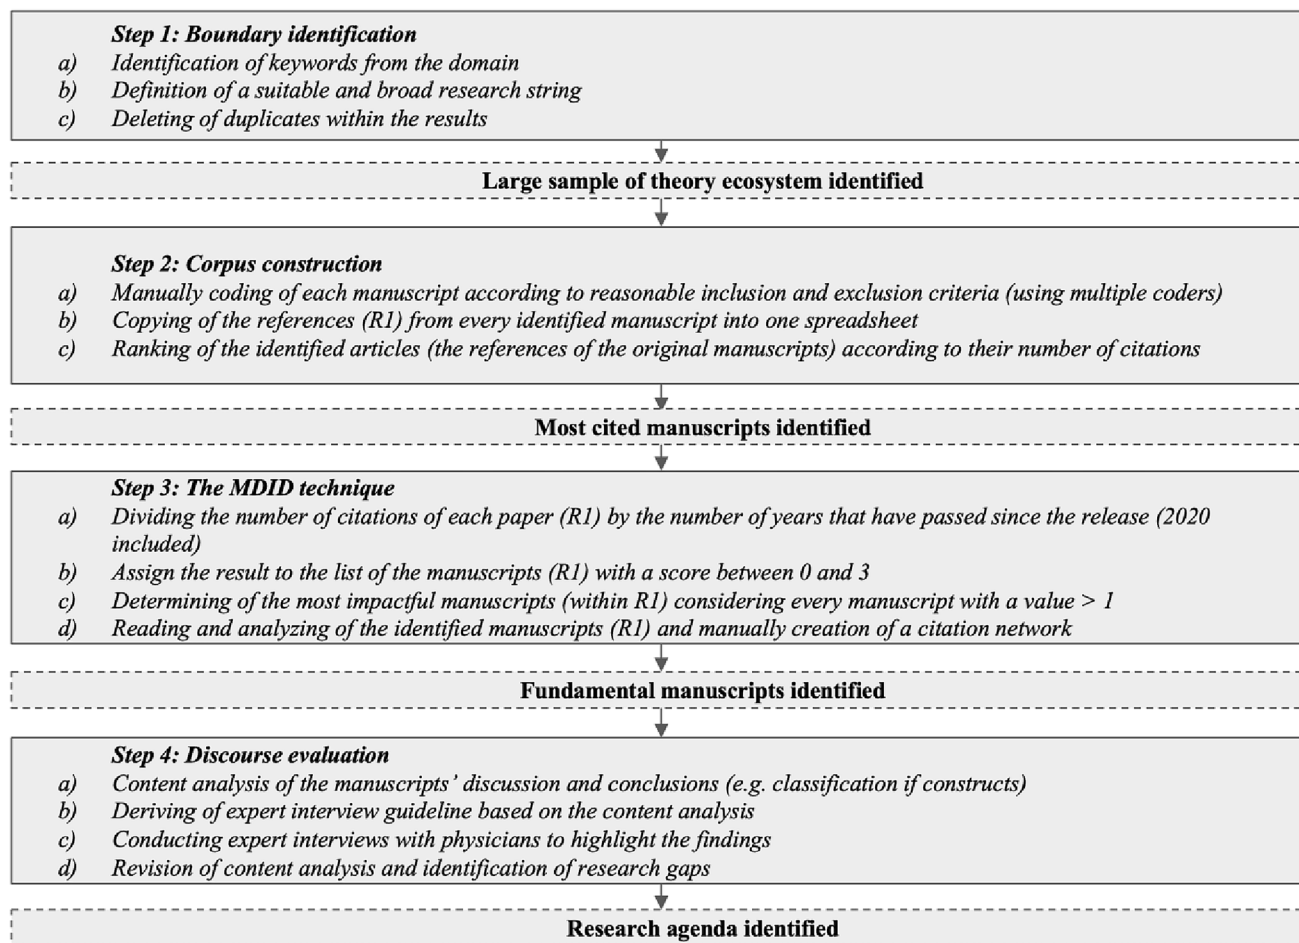 Step 1: Boundary identification
a) Identification of keywords from the domain
b) Definition of a suitable and broad research string
c) Deleting of duplicates within the results
Large sample of theory ecosystem identified
Step 2: Corpus construction
a) Manually coding of each manuscript according to reasonable inclusion and exclusion criteria (using multiple coders)
b) Copying of the references (R1) from every identified manuscript into one spreadsheet
c) Ranking of the identified articles (the references of the original manuscripts) according to their number of citations
Most cited manuscripts identified
Step 3: The MDID technique
a) Dividing the number of citations of each paper (R1) by the number of years that have passed since the release (2020
included)
b) Assign the result to the list of the manuscripts (R1) with a score between 0 and 3
c) Determining of the most impactful manuscripts (within R1) considering every manuscript with a value > 1
d) Reading and analyzing of the identified manuscripts (R1) and manually creation of a citation network
Fundamental manuscripts identified
Step 4: Discourse evaluation
a) Content analysis of the manuscripts' discussion and conclusions (e.g. classification if constructs)
b) Deriving of expert interview guideline based on the content analysis
c) Conducting expert interviews with physicians to highlight the findings
d) Revision of content analysis and identification of research gaps
Research agenda identified